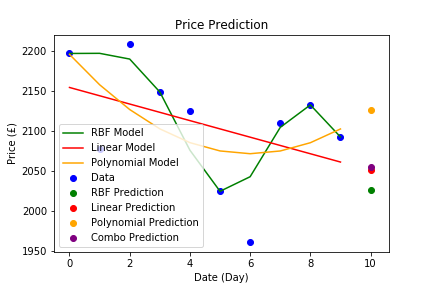 Price Prediction
Price (£)
2200
2150
2100
2050
2000
1950
RBF Model
Linear Model
Polynomial Model
Data
RBF Prediction
Linear Prediction
Polynomial Prediction
Combo Prediction
0 2 4 6 8 10
Date (Day)